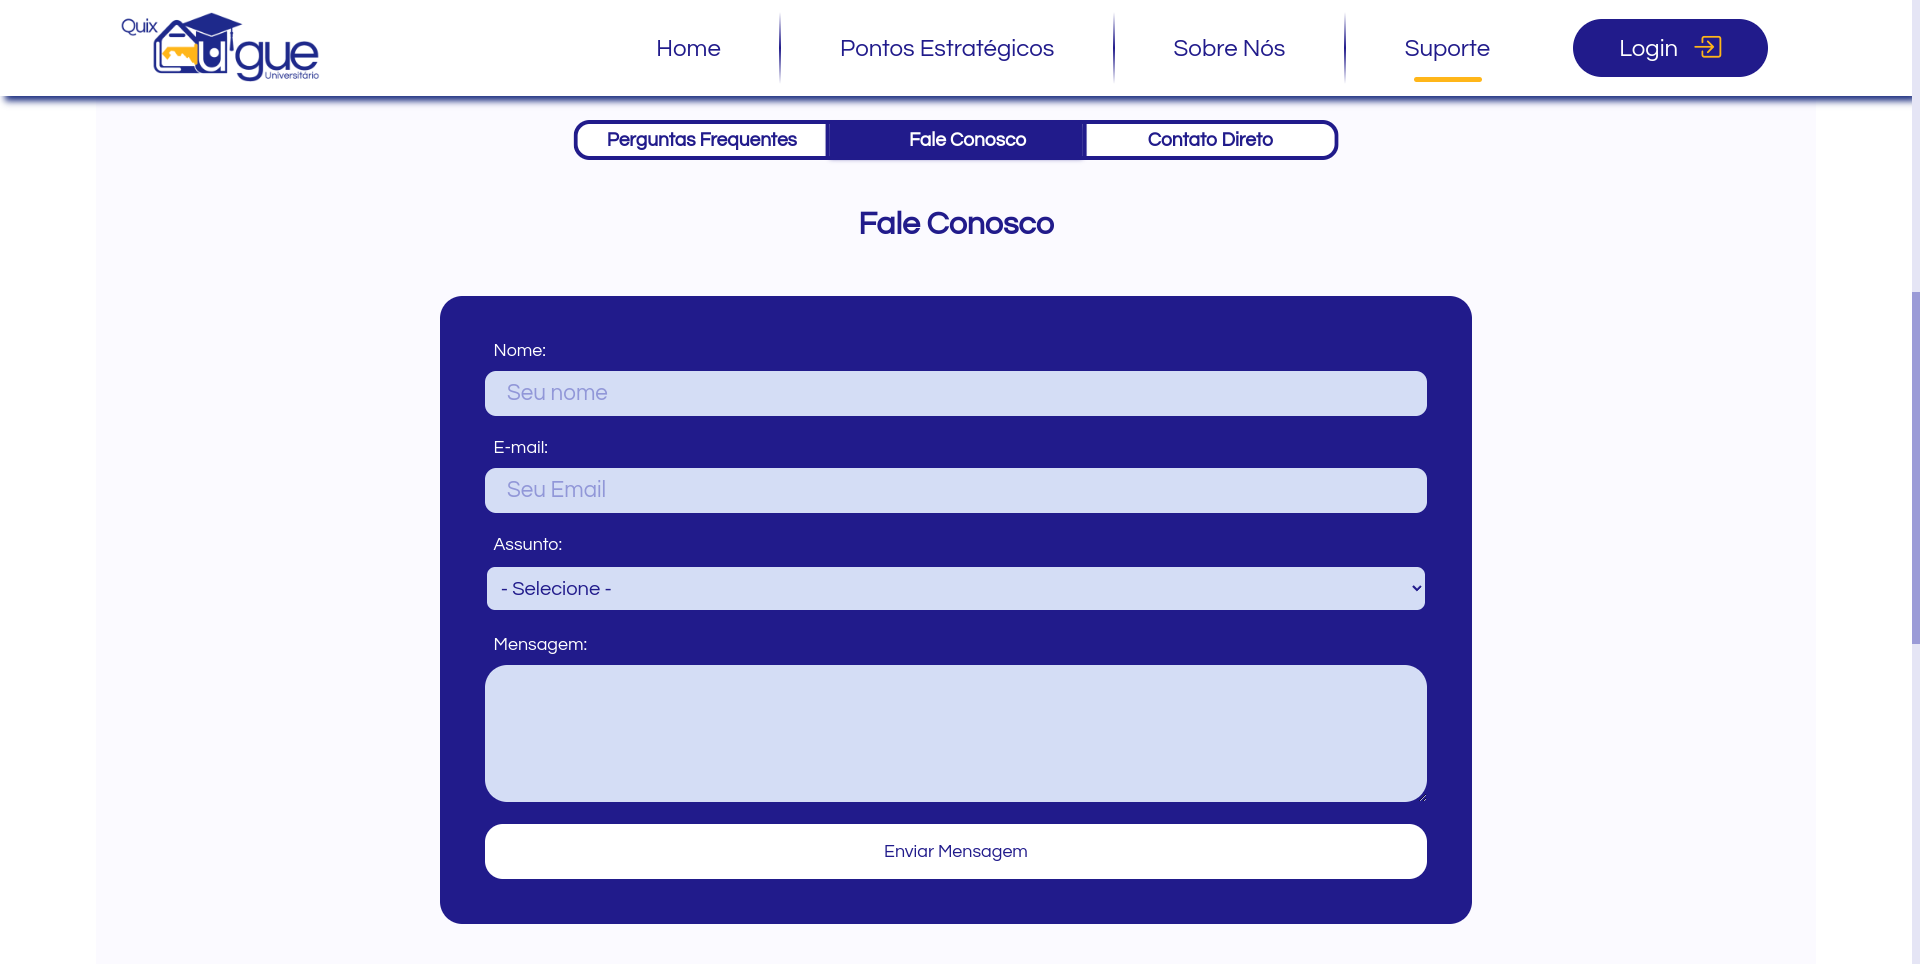 Quix
Augue
Universitário
Home
Pontos Estratégicos
Sobre Nós
Suporte
Login
Perguntas Frequentes
Fale Conosco
Contato Direto
Fale Conosco
Nome:
Seu nome
E-mail:
Seu Email
Assunto:
- Selecione -
Mensagem:
Enviar Mensagem